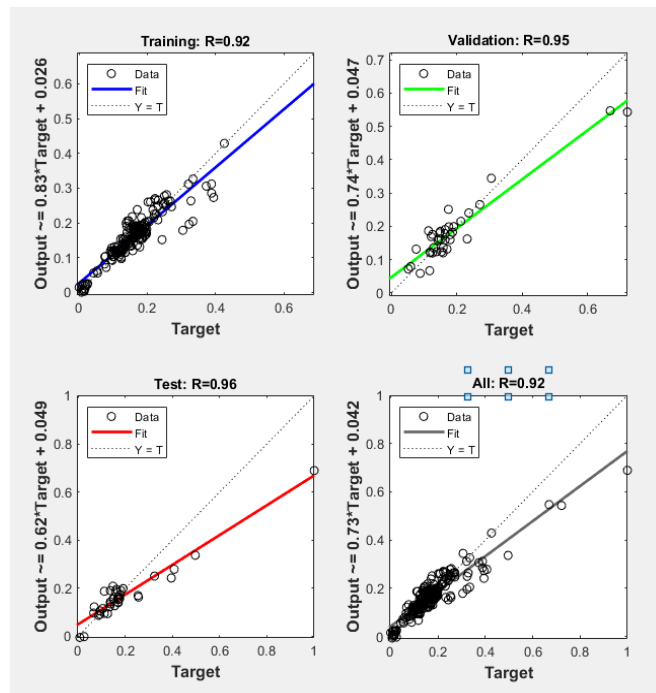 Training: R=0.92
Output ~= 0.83*Target + 0.026
0.6
0.5
0.4
0.3
0.2
0.1
0
Data
Fit
Y = T
0
0.2
0.4
0.6
Target
Validation: R=0.95
Output ~= 0.74*Target + 0.047
0.7
0.6
0.5
0.4
0.3
0.2
0.1
0
Data
Fit
Y = T
0
0.2
0.4
0.6
Target
Test: R=0.96
Output ~= 0.62*Target + 0.049
1
0.8
0.6
0.4
0.2
0
Data
Fit
Y = T
0
0.2
0.4
0.6
0.8
1
Target
All: R=0.92
Output ~= 0.73*Target + 0.042
1
0.8
0.6
0.4
0.2
0
Data
Fit
Y = T
0
0.2
0.4
0.6
0.8
1
Target